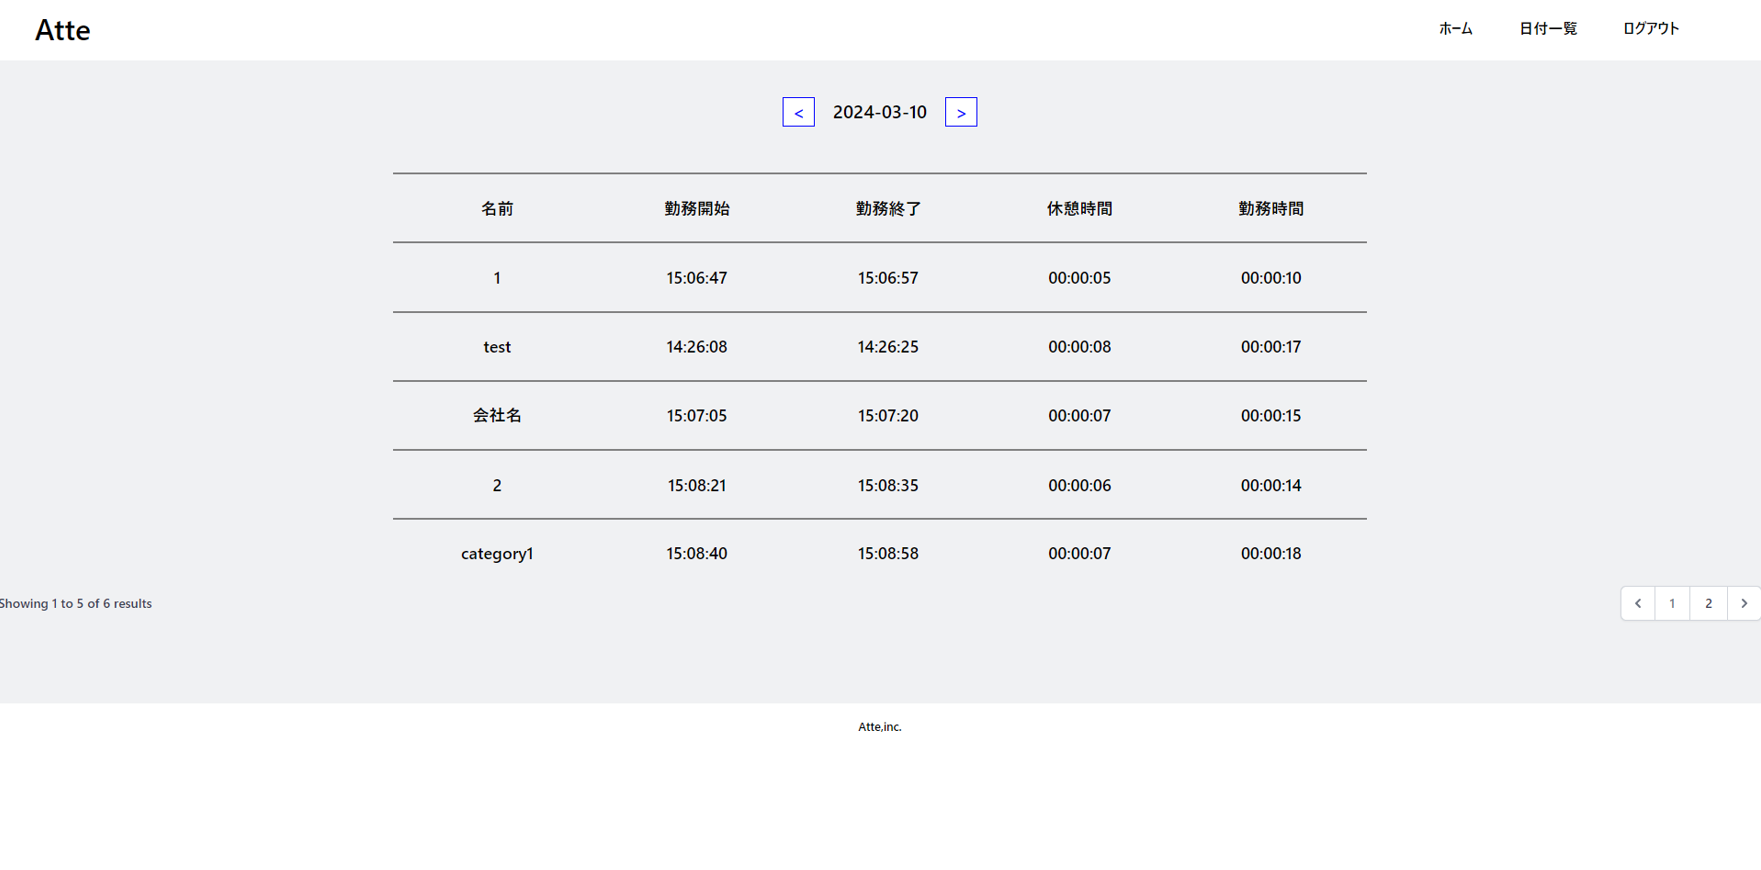 Atte ホーム 日付一覧 ログアウト
< 2024-03-10 >
名前 勤務開始 勤務終了 休憩時間 勤務時間
1 15:06:47 15:06:57 00:00:05 00:00:10
test 14:26:08 14:26:25 00:00:08 00:00:17
会社名 15:07:05 15:07:20 00:00:07 00:00:15
2 15:08:21 15:08:35 00:00:06 00:00:14
category1 15:08:40 15:08:58 00:00:07 00:00:18
Showing 1 to 5 of 6 results < 1 2 >
Atte,inc.